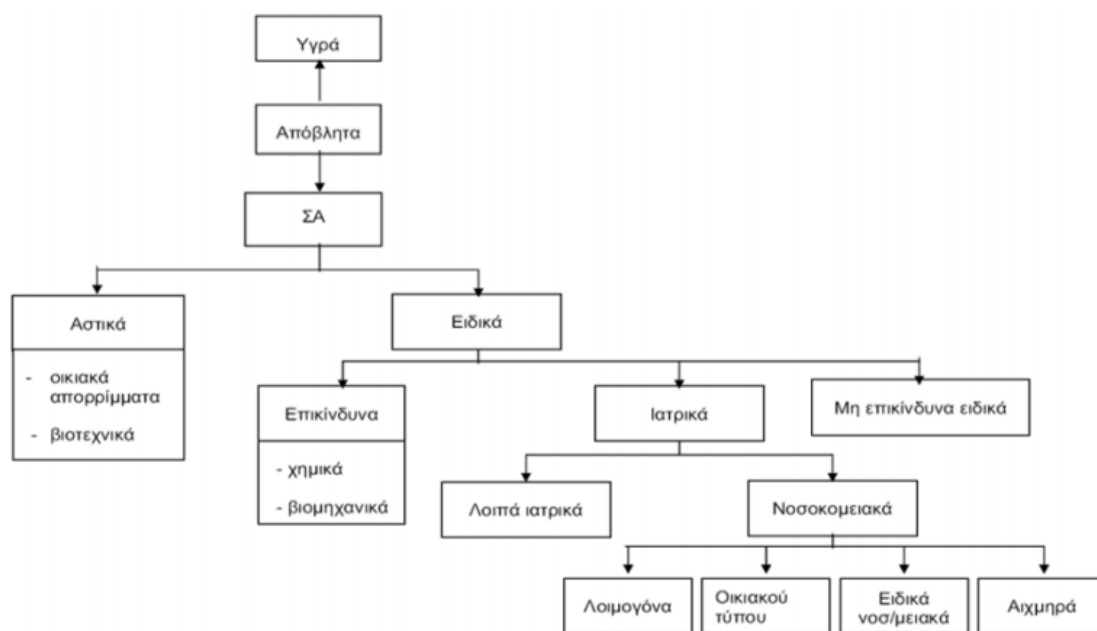 Υγρά
Απόβλητα
ΣΑ
Αστικά
- οικιακά
απορρίμματα
- βιοτεχνικά
Ειδικά
Επικίνδυνα
- χημικά
- βιομηχανικά
Ιατρικά
Μη επικίνδυνα ειδικά
Λοιπά ιατρικά
Νοσοκομειακά
Λοιμογόνα
Οικιακού
τύπου
Ειδικά
νοσ/μειακά
Αιχμηρά